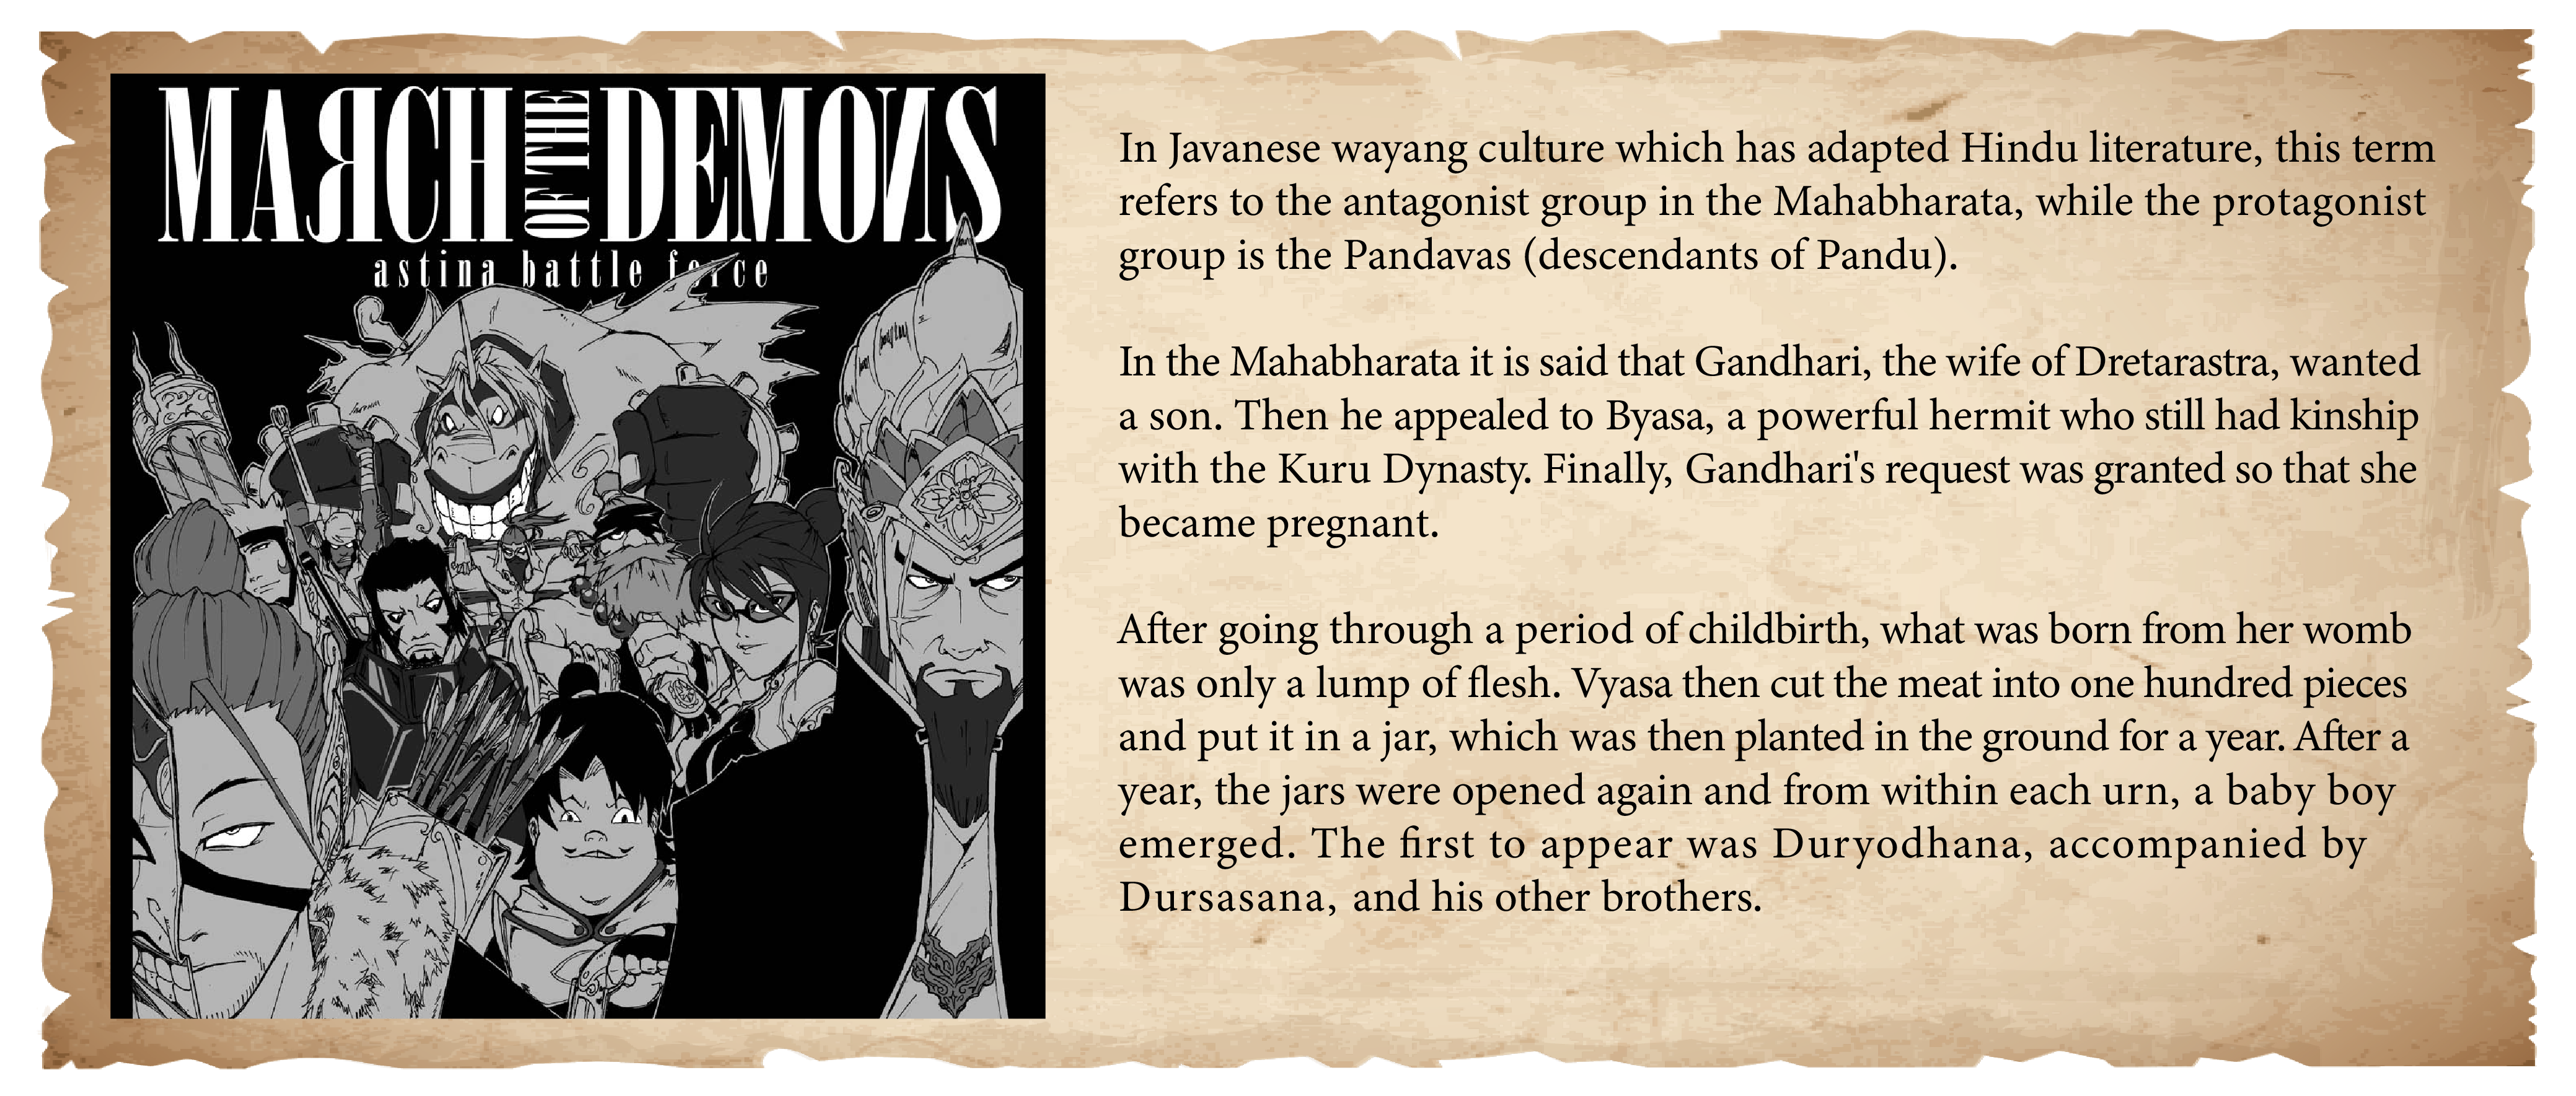 MARCH OF THE DEMONS
astina battle force
In Javanese wayang culture which has adapted Hindu literature, this term
refers to the antagonist group in the Mahabharata, while the protagonist
group is the Pandavas (descendants of Pandu).
In the Mahabharata it is said that Gandhari, the wife of Dretarastra, wanted
a son. Then he appealed to Byasa, a powerful hermit who still had kinship
with the Kuru Dynasty. Finally, Gandhari's request was granted so that she
became pregnant.
After going through a period of childbirth, what was born from her womb
was only a lump of flesh. Vyasa then cut the meat into one hundred pieces
and put it in a jar, which was then planted in the ground for a year. After a
year, the jars were opened again and from within each urn, a baby boy
emerged. The first to appear was Duryodhana, accompanied by
Dursasana, and his other brothers.